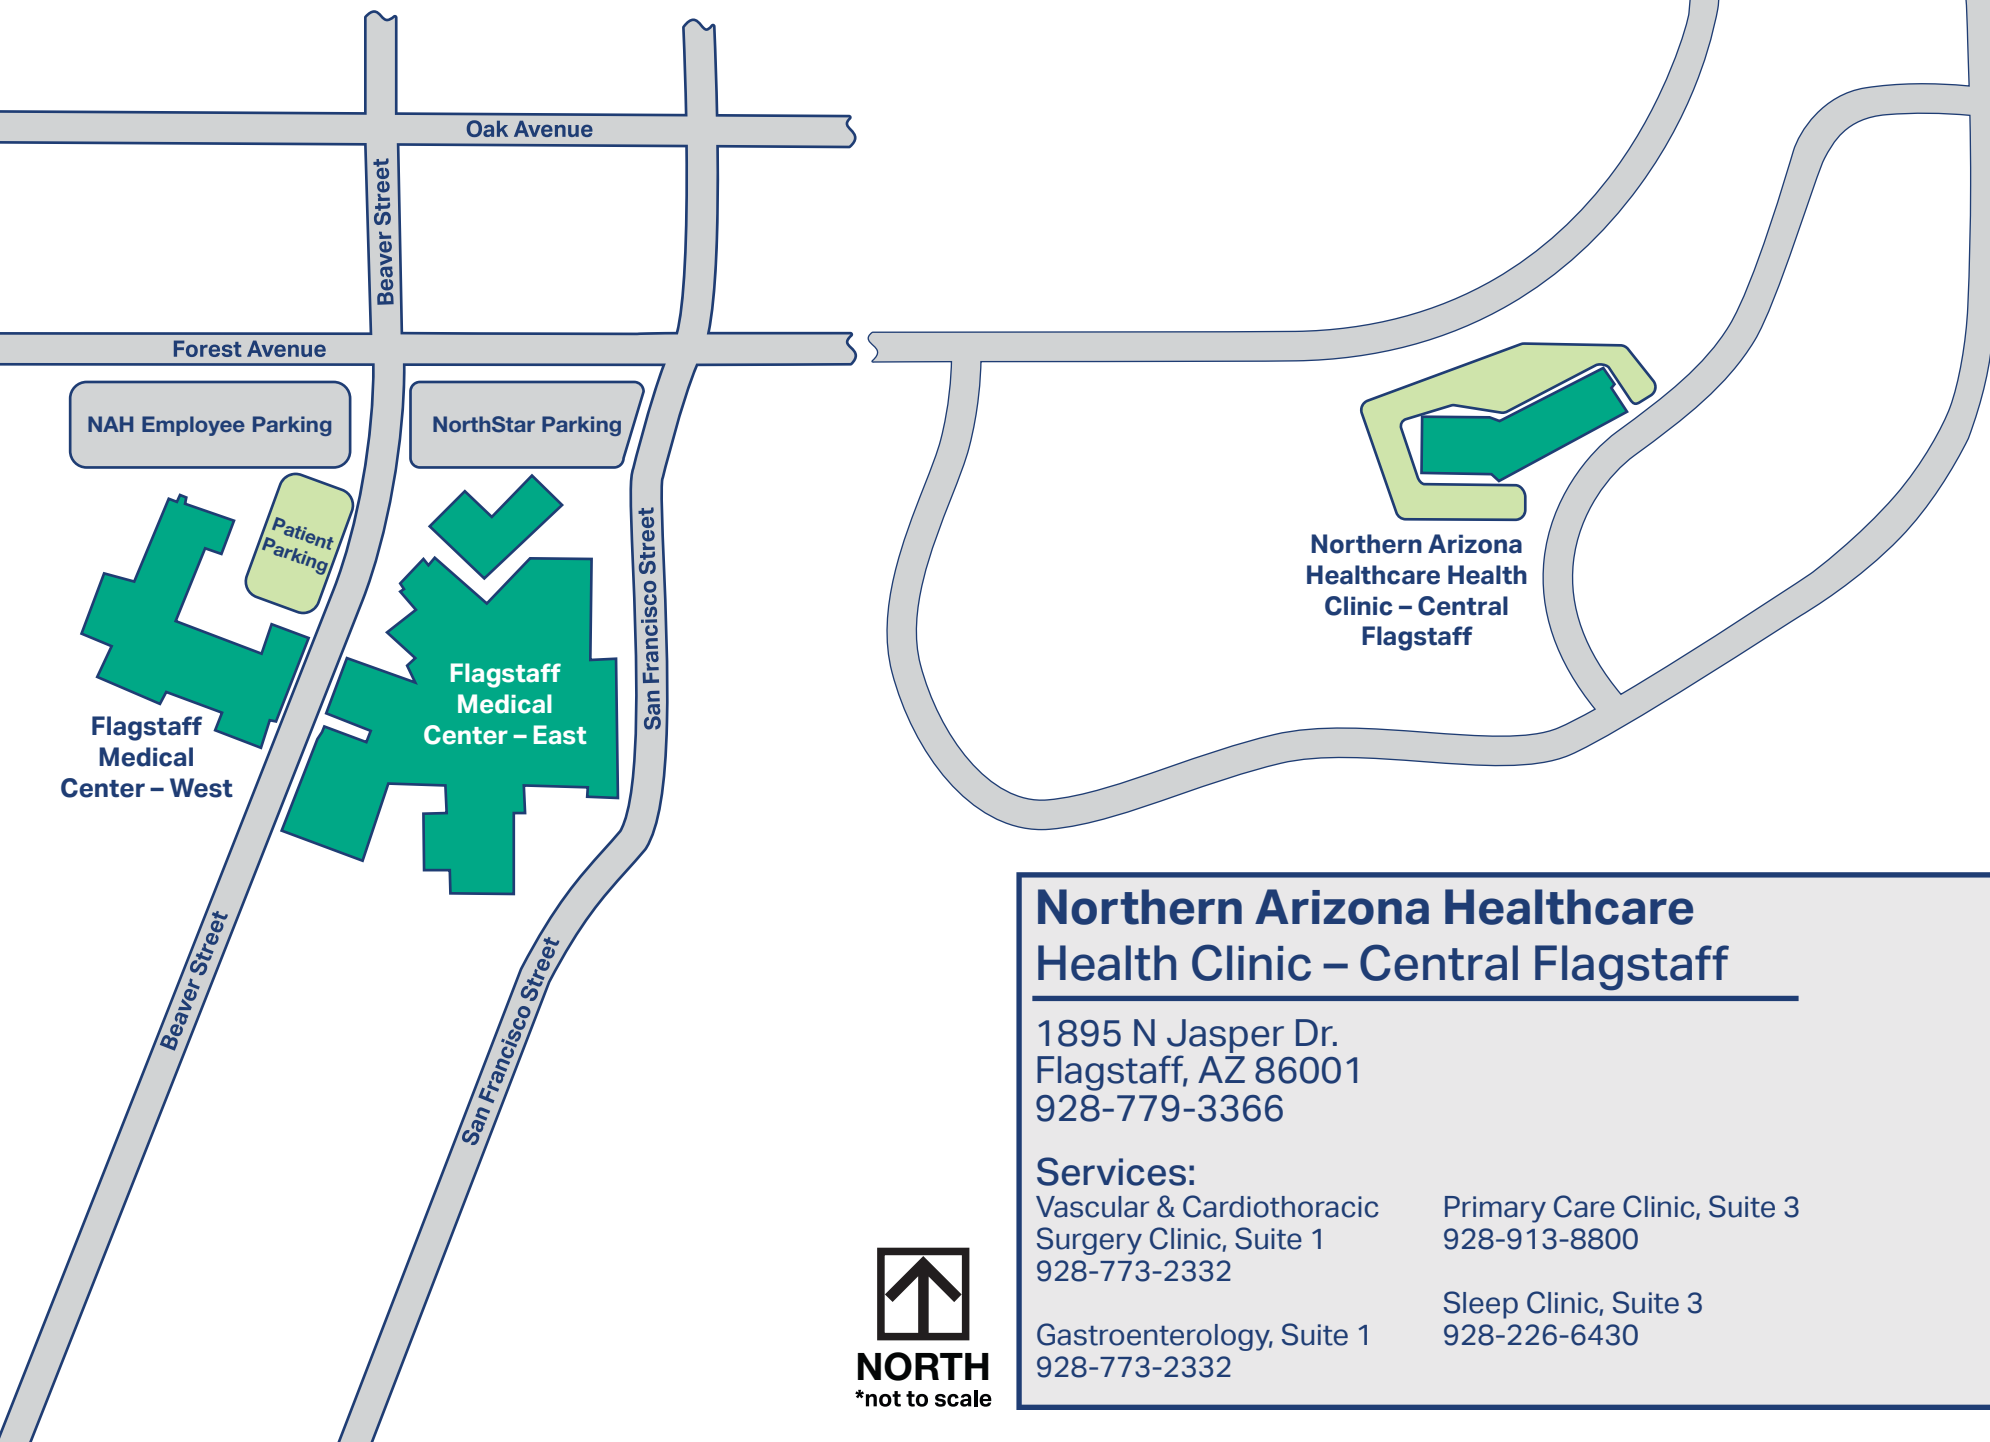 Oak Avenue
Beaver Street
Forest Avenue
NAH Employee Parking
NorthStar Parking
Patient
Parking
San Francisco Street
Flagstaff
Medical
Center – East
Flagstaff
Medical
Center – West
Beaver Street
San Francisco Street
Northern Arizona
Healthcare Health
Clinic – Central
Flagstaff
Northern Arizona Healthcare
Health Clinic – Central Flagstaff
1895 N Jasper Dr.
Flagstaff, AZ 86001
928-779-3366
Services:
Vascular & Cardiothoracic
Surgery Clinic, Suite 1
928-773-2332
Gastroenterology, Suite 1
928-773-2332
Primary Care Clinic, Suite 3
928-913-8800
Sleep Clinic, Suite 3
928-226-6430
NORTH
*not to scale